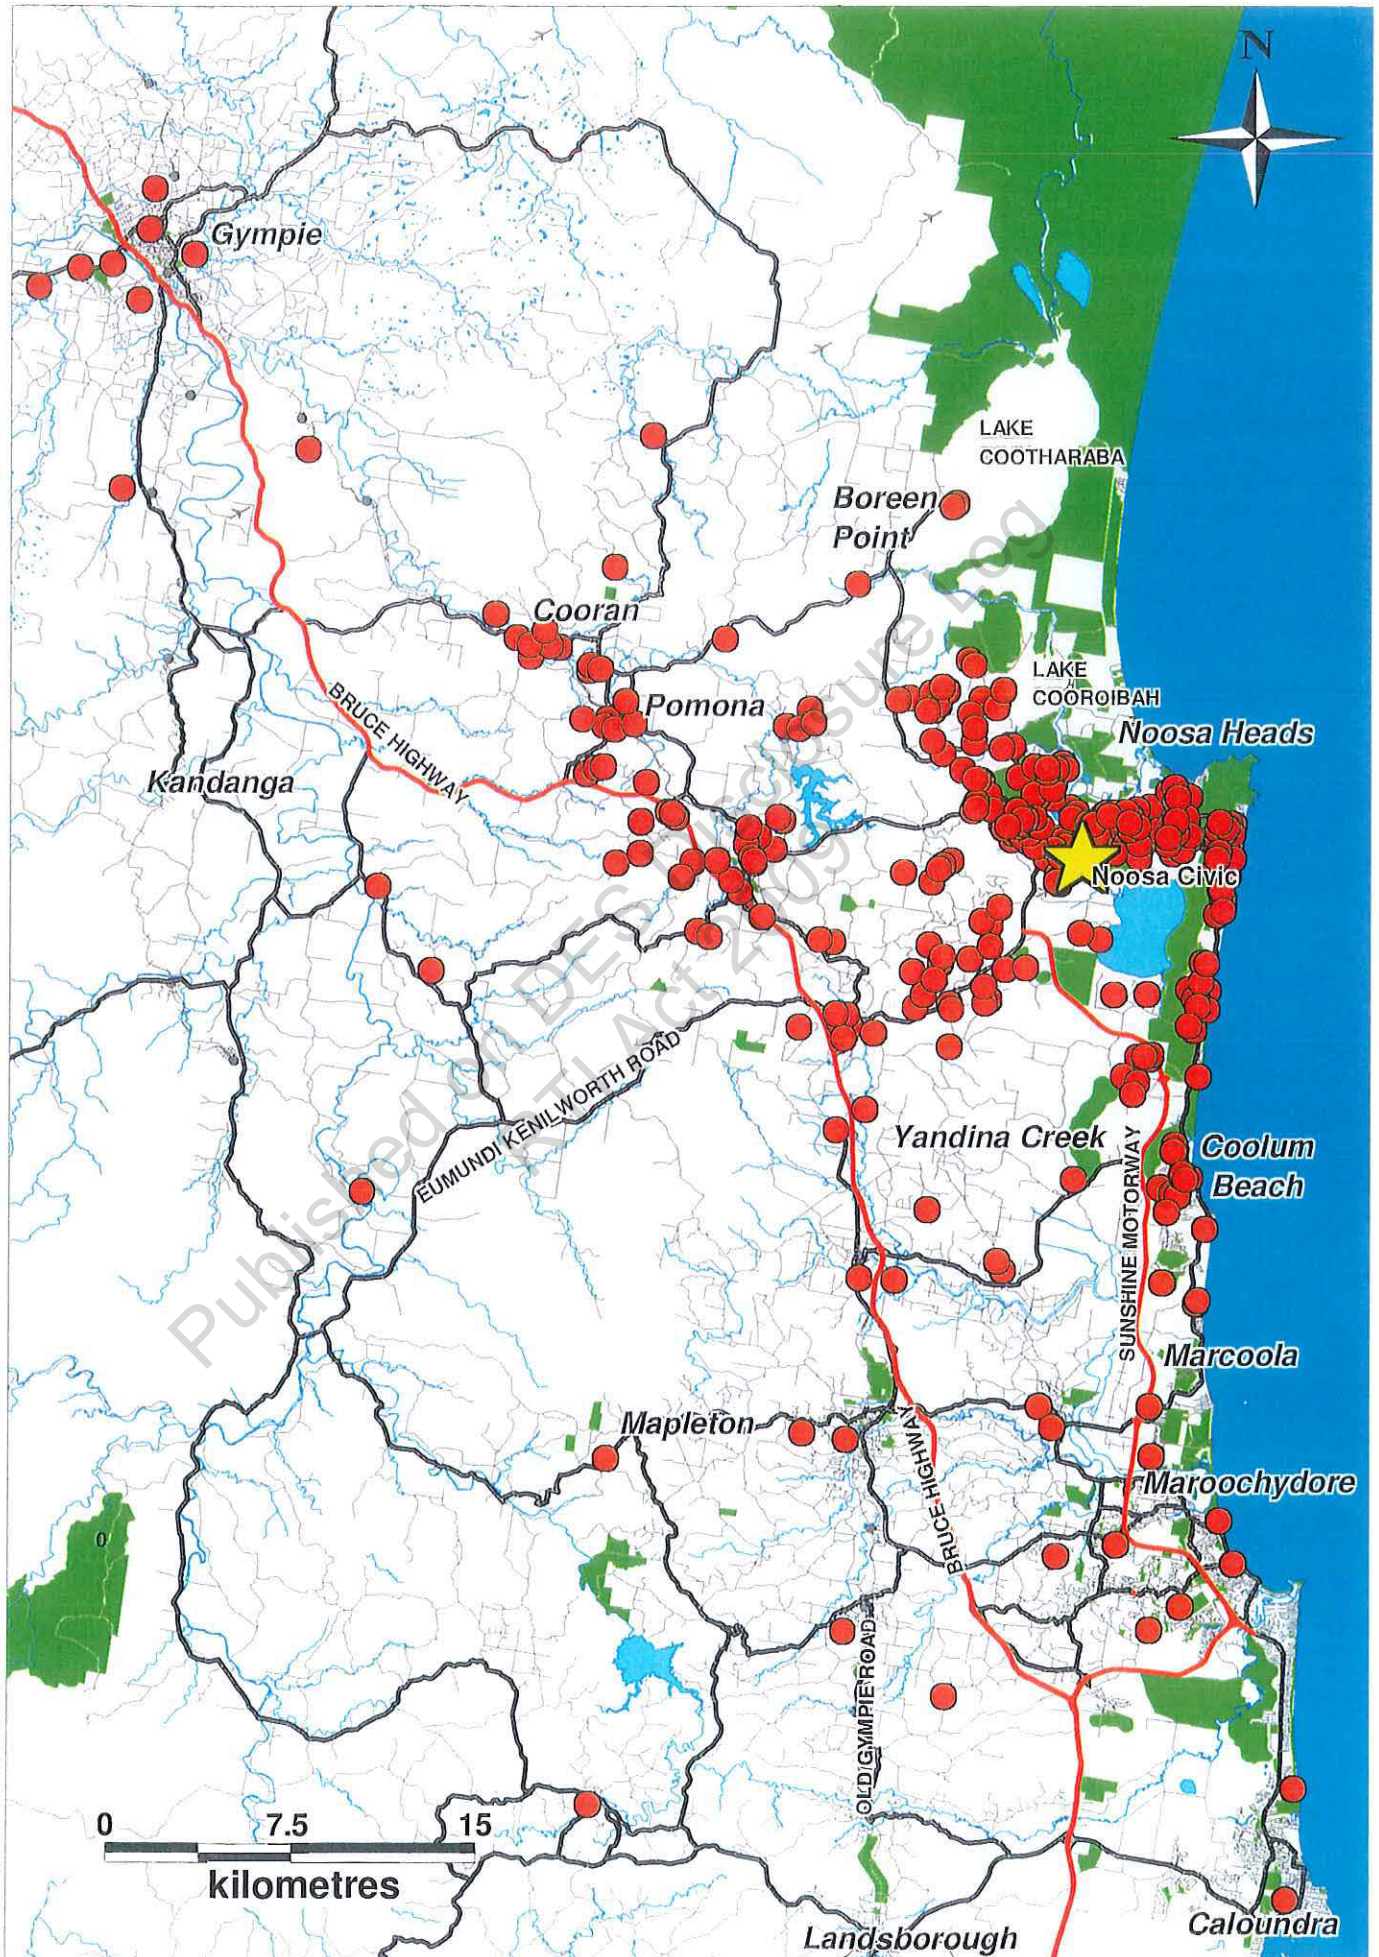 N
Gympie
LAKE
COOTHARABA
Boreen
Point
Cooran
LAKE
COOROIBAH
Pomona
Noosa Heads
BRUCE HIGHWAY
Kandanga
Noosa Civic
EUMUNDI KENILWORTH ROAD
Yandina Creek
Coolum
Beach
SUNSHINE MOTORWAY
Marcoola
Mapleton
BRUCE HIGHWAY
Maroochydore
0
OLD GYMPIE ROAD
0 7.5 15
kilometres
Landsborough
Caloundra
Published on DES Disclosure Log
RTI Act 2009